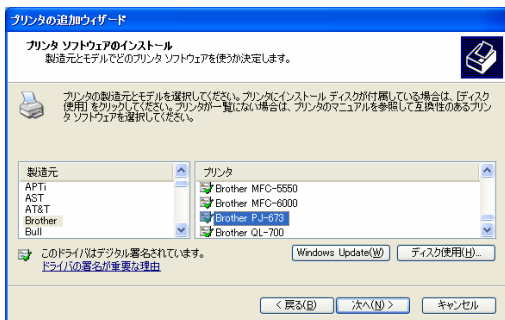 プリンタの追加ウィザード
プリンタ ソフトウェアのインストール
製造元とモデルでどのプリンタ ソフトウェアを使うか決定します。
プリンタの製造元とモデルを選択してください。プリンタにインストール ディスクが付属している場合は、[ディスク
使用] をクリックしてください。プリンタが一覧にない場合は、プリンタのマニュアルを参照して互換性のあるプリン
タ ソフトウェアを選択してください。
製造元
APTi
AST
AT&T
Brother
Bull
プリンタ
Brother MFC-5550
Brother MFC-6000
Brother PJ-673
Brother QL-700
このドライバはデジタル署名されています。
ドライバの署名が重要な理由
Windows Update(W)
ディスク使用(H)...
< 戻る(B)
次へ(N) >
キャンセル